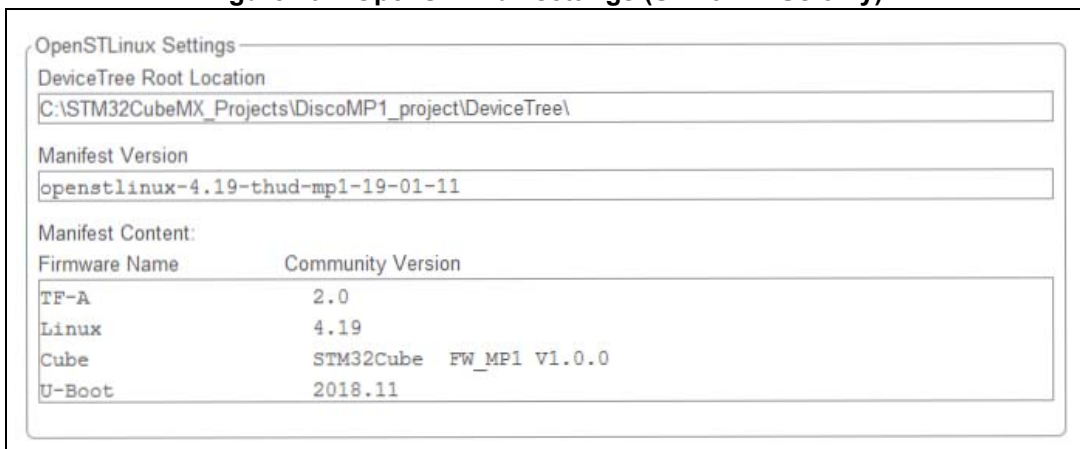 OpenSTLinux Settings
DeviceTree Root Location
C:\STM32CubeMX_Projects\DiscoMP1_project\DeviceTree\
Manifest Version
openstlinux-4.19-thud-mp1-19-01-11
Manifest Content:
Firmware Name Community Version
TF-A 2.0
Linux 4.19
Cube STM32Cube FW_MP1 V1.0.0
U-Boot 2018.11